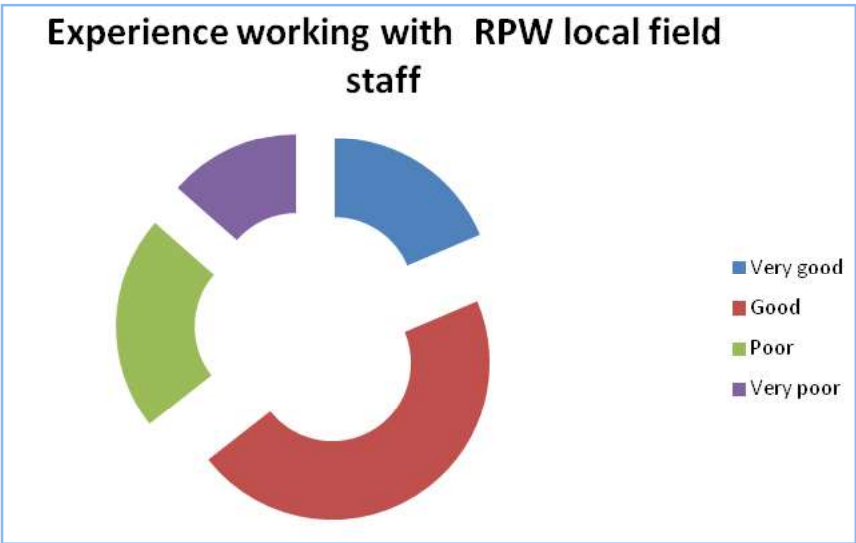 Experience working with RPW local field
staff
Very good
Good
Poor
Very poor